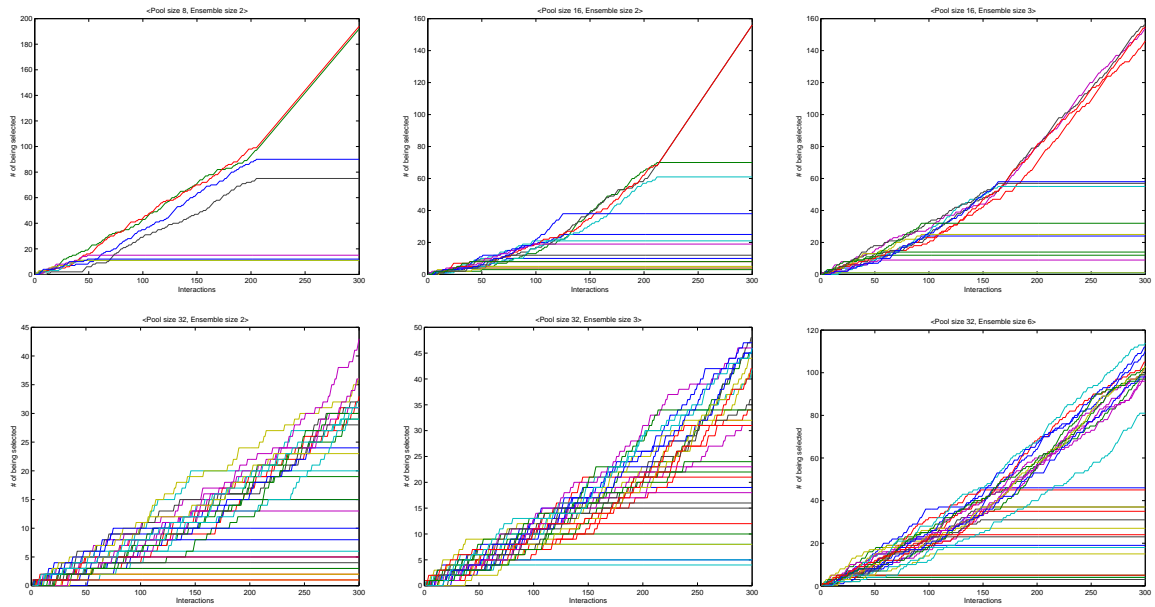 <Pool size 8, Ensemble size 2>
200
180
160
140
120
100
80
60
40
20
0
# of being selected
0 50 100 150 200 250 300
Interactions
<Pool size 16, Ensemble size 2>
160
140
120
100
80
60
40
20
0
# of being selected
0 50 100 150 200 250 300
Interactions
<Pool size 16, Ensemble size 3>
160
140
120
100
80
60
40
20
0
# of being selected
0 50 100 150 200 250 300
Interactions
<Pool size 32, Ensemble size 2>
45
40
35
30
25
20
15
10
5
0
# of being selected
0 50 100 150 200 250 300
Interactions
<Pool size 32, Ensemble size 3>
50
45
40
35
30
25
20
15
10
5
0
# of being selected
0 50 100 150 200 250 300
Interactions
<Pool size 32, Ensemble size 6>
120
100
80
60
40
20
0
# of being seleded
0 50 100 150 200 250 300
Interactions